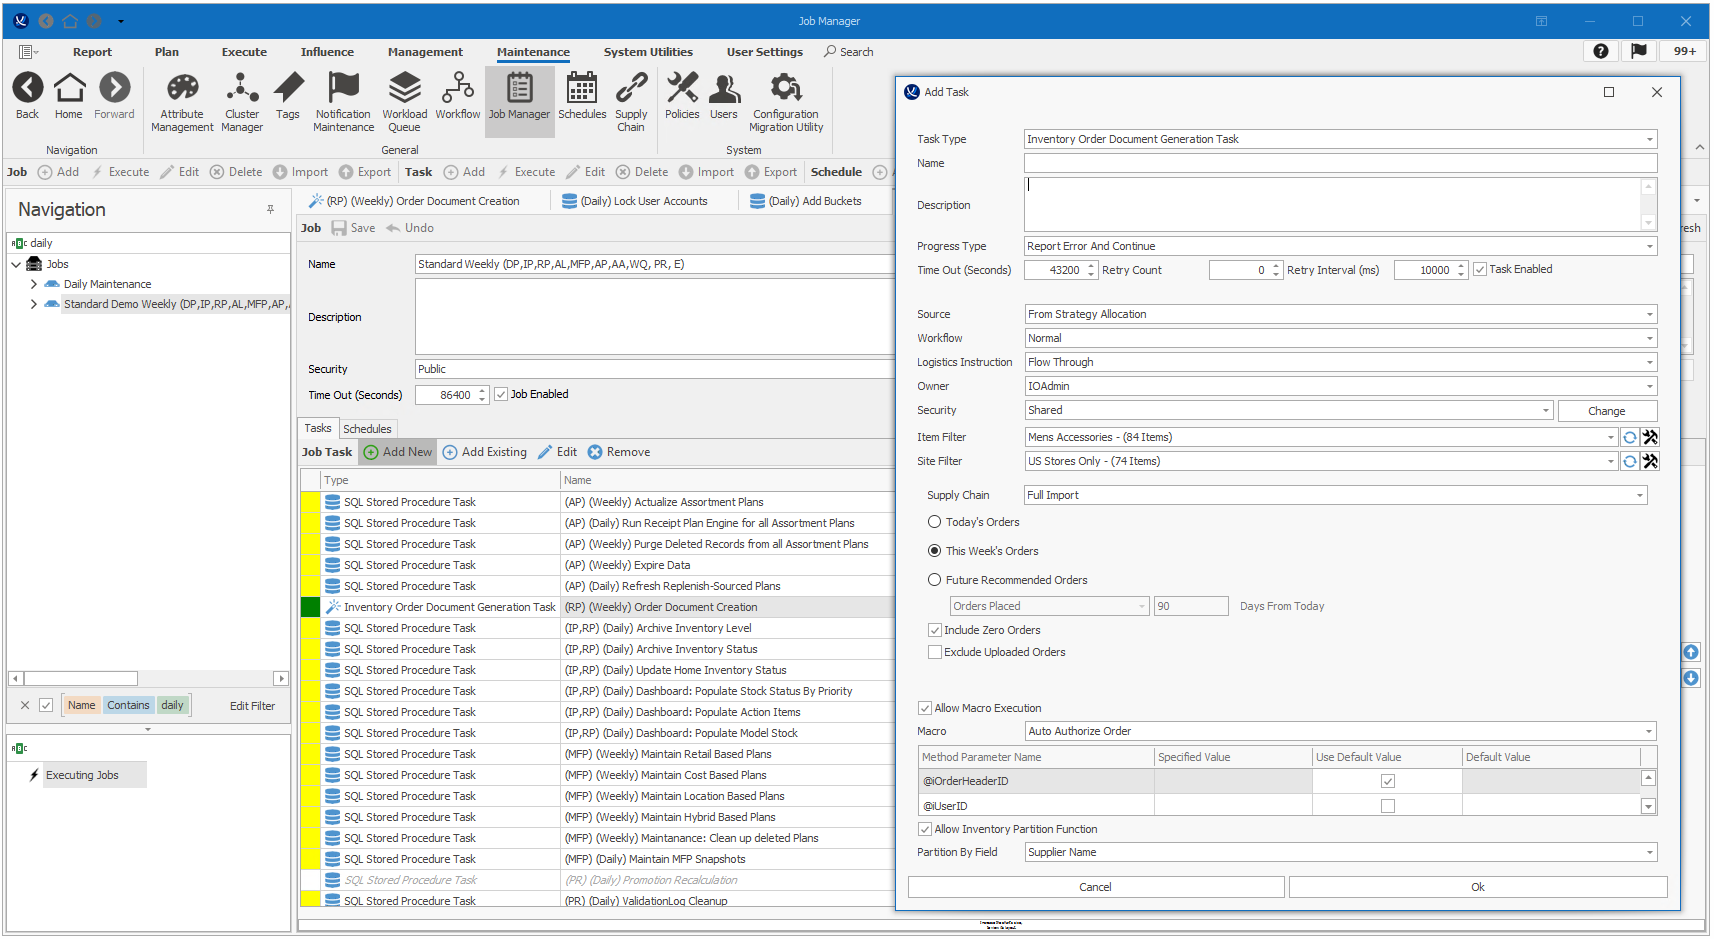 Job Manager
Report Plan Execute Influence Management Maintenance System Utilities User Settings Search
99+
Back Home Forward
Navigation
Attribute Management
Cluster Manager
Tags
Notification Maintenance
Workload Queue
Workflow
Job Manager
Schedules
Supply Chain
General
Policies
Users
Configuration Migration Utility
System
Job Add Execute Edit Delete Import Export Task Add Execute Edit Delete Import Export Schedule A
Navigation
daily
Jobs
Daily Maintenance
Standard Demo Weekly (DP,IP,RP,AL,MFP,AP,
Name Contains daily Edit Filter
Executing Jobs
(RP) (Weekly) Order Document Creation (Daily) Lock User Accounts (Daily) Add Buckets
Job Save Undo
resh
Name Standard Weekly (DP,IP,RP,AL,MFP,AP,AA,WQ, PR, E)
Description
Security Public
Time Out (Seconds) 86400 Job Enabled
Tasks Schedules
Job Task Add New Add Existing Edit Remove
Type Name
SQL Stored Procedure Task (AP) (Weekly) Actualize Assortment Plans
SQL Stored Procedure Task (AP) (Daily) Run Receipt Plan Engine for all Assortment Plans
SQL Stored Procedure Task (AP) (Weekly) Purge Deleted Records from all Assortment Plans
SQL Stored Procedure Task (AP) (Weekly) Expire Data
SQL Stored Procedure Task (AP) (Daily) Refresh Replenish-Sourced Plans
Inventory Order Document Generation Task (RP) (Weekly) Order Document Creation
SQL Stored Procedure Task (IP,RP) (Daily) Archive Inventory Level
SQL Stored Procedure Task (IP,RP) (Daily) Archive Inventory Status
SQL Stored Procedure Task (IP,RP) (Daily) Update Home Inventory Status
SQL Stored Procedure Task (IP,RP) (Daily) Dashboard: Populate Stock Status By Priority
SQL Stored Procedure Task (IP,RP) (Daily) Dashboard: Populate Action Items
SQL Stored Procedure Task (IP,RP) (Daily) Dashboard: Populate Model Stock
SQL Stored Procedure Task (MFP) (Weekly) Maintain Retail Based Plans
SQL Stored Procedure Task (MFP) (Weekly) Maintain Cost Based Plans
SQL Stored Procedure Task (MFP) (Weekly) Maintain Location Based Plans
SQL Stored Procedure Task (MFP) (Weekly) Maintain Hybrid Based Plans
SQL Stored Procedure Task (MFP) (Weekly) Maintanance: Clean up deleted Plans
SQL Stored Procedure Task (MFP) (Daily) Maintain MFP Snapshots
SQL Stored Procedure Task (PR) (Daily) Promotion Recalculation
SQL Stored Procedure Task (PR) (Daily) ValidationLog Cleanup
Add Task
Task Type Inventory Order Document Generation Task
Name
Description
Progress Type Report Error And Continue
Time Out (Seconds) 43200 Retry Count 0 Retry Interval (ms) 10000 Task Enabled
Source From Strategy Allocation
Workflow Normal
Logistics Instruction Flow Through
Owner IOAdmin
Security Shared Change
Item Filter Mens Accessories - (84 Items)
Site Filter US Stores Only - (74 Items)
Supply Chain Full Import
Today's Orders
This Week's Orders
Future Recommended Orders
Orders Placed 90 Days From Today
Include Zero Orders
Exclude Uploaded Orders
Allow Macro Execution
Macro Auto Authorize Order
Method Parameter Name Specified Value Use Default Value Default Value
@iOrderHeaderID
@iUserID
Allow Inventory Partition Function
Partition By Field Supplier Name
Cancel Ok